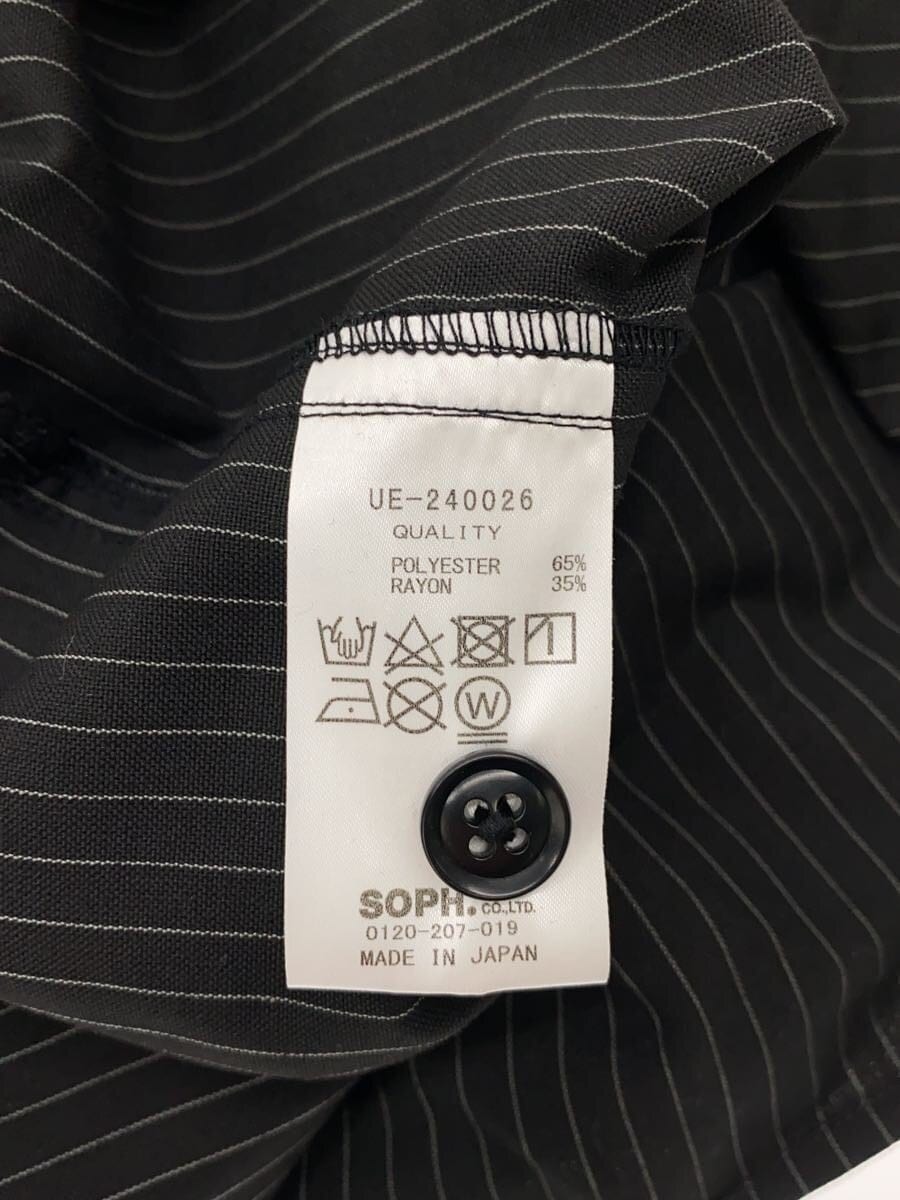 UE-240026
QUALITY
POLYESTER 65%
RAYON 35%
W
SOPH. CO.,LTD.
0120-207-019
MADE IN JAPAN